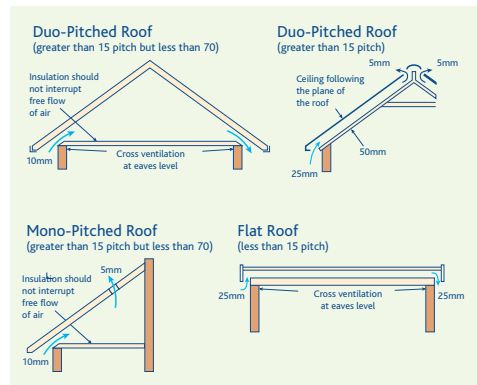 Duo-Pitched Roof
(greater than 15 pitch but less than 70)
Insulation should
not interrupt
free flow
of air
10mm
Cross ventilation
at eaves level
Duo-Pitched Roof
(greater than 15 pitch)
5mm
5mm
Ceiling following
the plane of
the roof
50mm
25mm
Mono-Pitched Roof
(greater than 15 pitch but less than 70)
5mm
Insulation should
not interrupt
free flow
of air
10mm
Flat Roof
(less than 15 pitch)
25mm
Cross ventilation
at eaves level
25mm